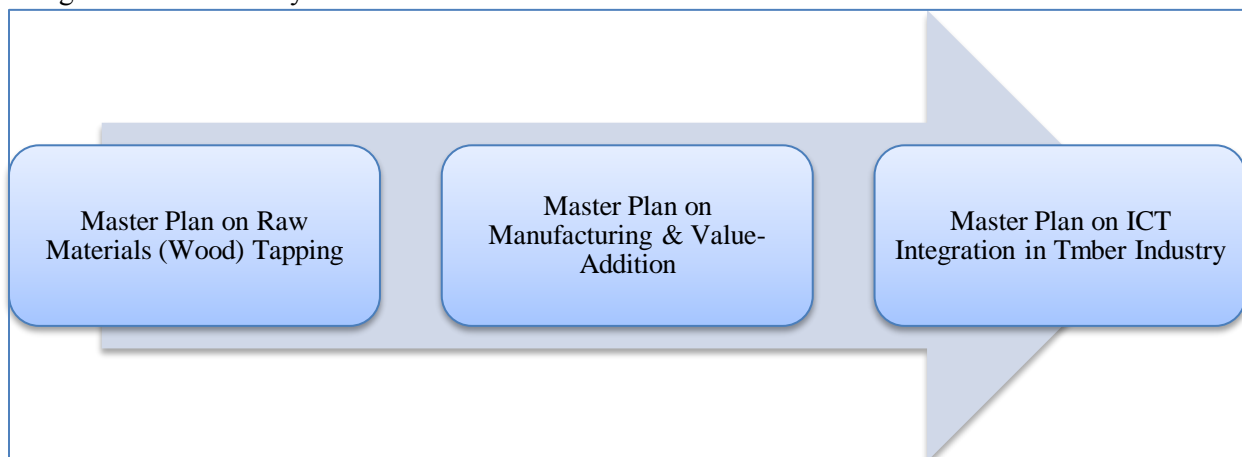 Master Plan on Raw
Materials (Wood) Tapping
Master Plan on
Manufacturing & Value-
Addition
Master Plan on ICT
Integration in Tmber Industry